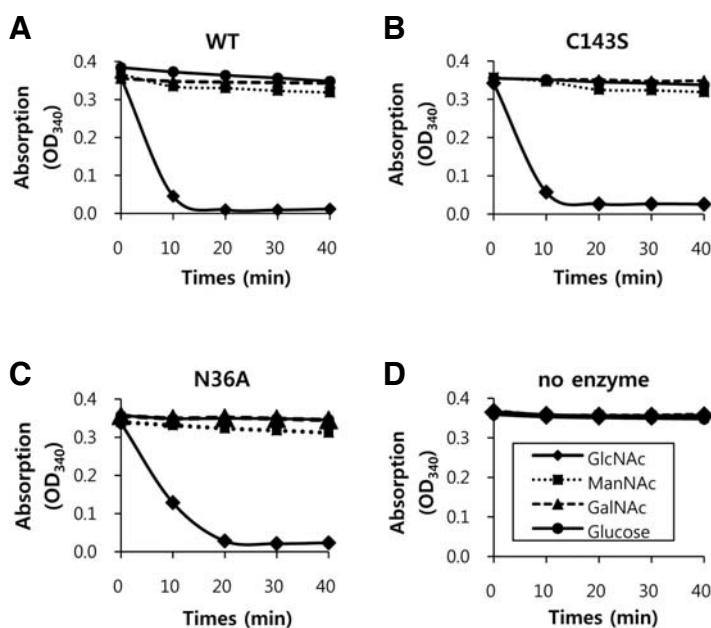 A
WT
Absorption
(OD340)
0.4
0.3
0.2
0.1
0.0
0 10 20 30 40
Times (min)
B
C143S
Absorption
(OD340)
0.4
0.3
0.2
0.1
0.0
0 10 20 30 40
Times (min)
C
N36A
Absorption
(OD340)
0.4
0.3
0.2
0.1
0.0
0 10 20 30 40
Times (min)
D
no enzyme
Absorption
(OD340)
0.4
0.3
0.2
0.1
0.0
GlcNAc
ManNAc
GalNAc
Glucose
0 10 20 30 40
Times (min)